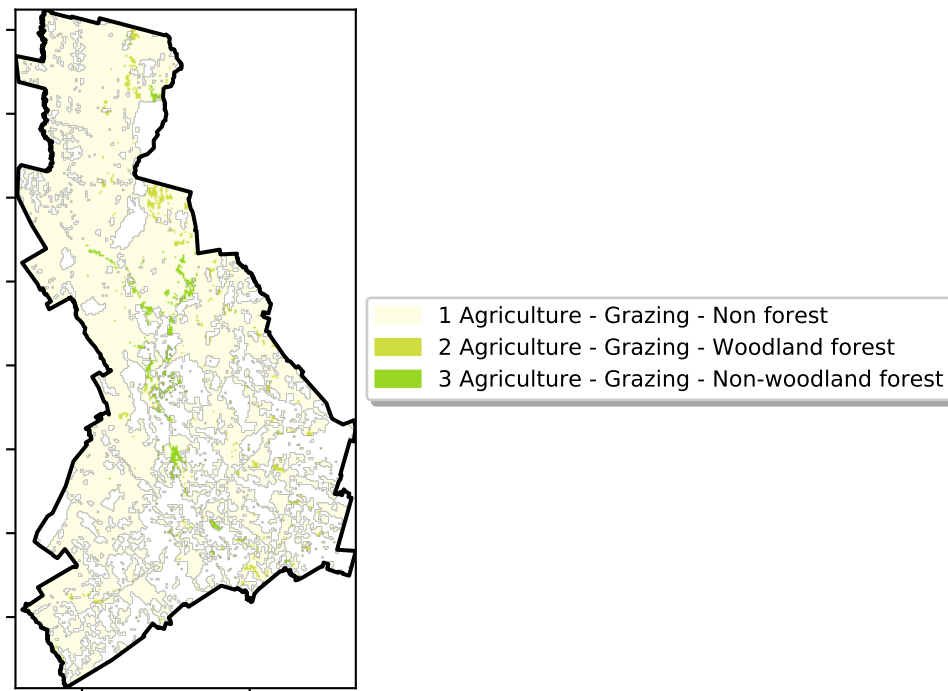 1 Agriculture - Grazing - Non forest
2 Agriculture - Grazing - Woodland forest
3 Agriculture - Grazing - Non-woodland forest